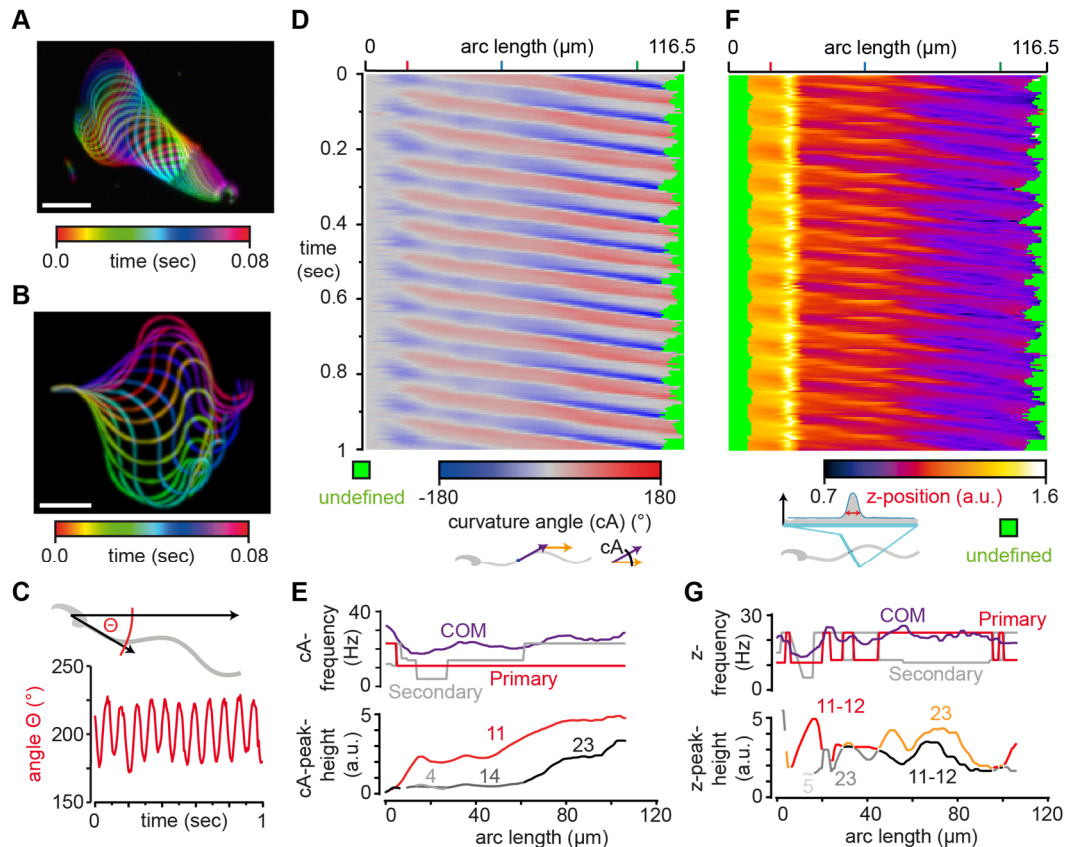 A
0.0 0.08
time (sec)
B
0.0 0.08
time (sec)
C
Θ
250
150
angle Θ (°)
0 time (sec) 1
D
0 arc length (µm) 116.5
0
0.2
0.4
time
(sec)
0.6
0.8
1
undefined
-180 180
curvature angle (cA) (°)
cA
E
cA-
frequency
(Hz)
40
20
0
COM
Secondary
Primary
cA-peak-
height
(a.u.)
5
0
11
23
4
14
0 40 80 120
arc length (µm)
F
0 arc length (µm) 116.5
0.7 1.6
z-position (a.u.)
undefined
G
z-
frequency
(Hz)
30
0
COM
Primary
Secondary
z-peak-
height
(a.u.)
5
0
11-12
23
5
23
11-12
0 40 80 120
arc length (µm)